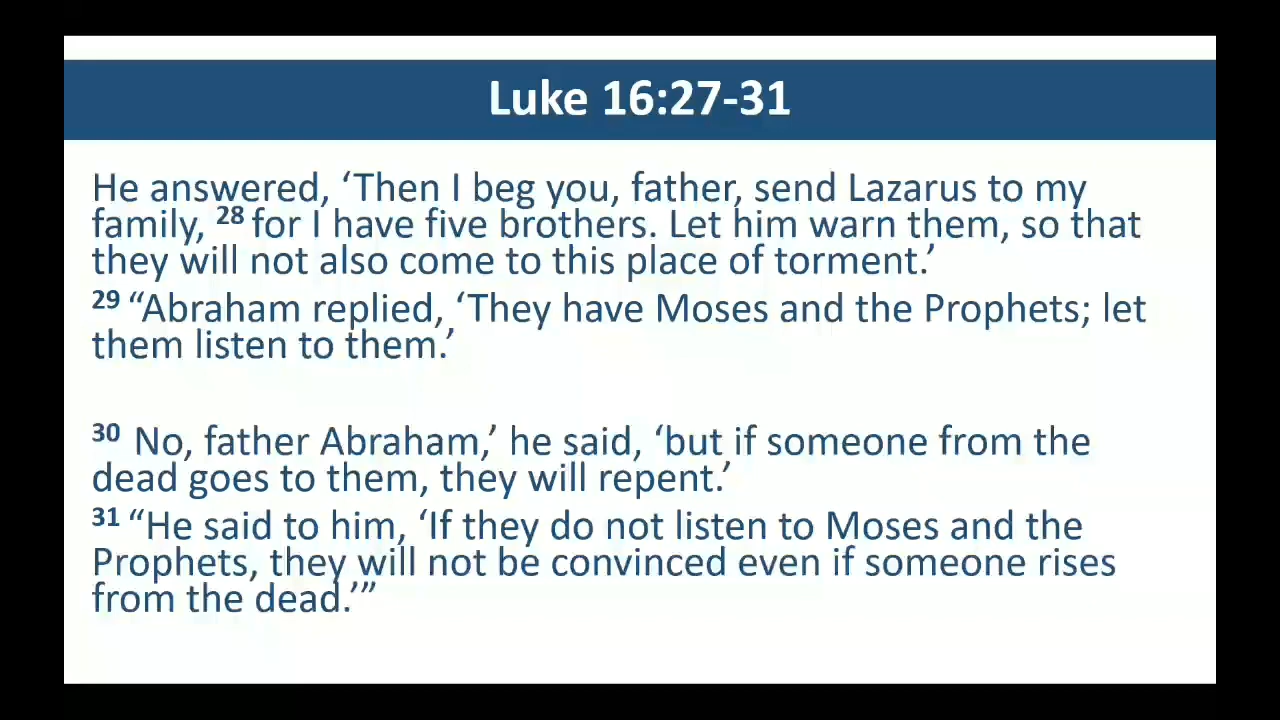 Luke 16:27-31
He answered, ‘Then I beg you, father, send Lazarus to my
family, 28 for I have five brothers. Let him warn them, so that
they will not also come to this place of torment.’
29 “Abraham replied, ‘They have Moses and the Prophets; let
them listen to them.’
30 No, father Abraham,’ he said, ‘but if someone from the
dead goes to them, they will repent.’
31 “He said to him, ‘If they do not listen to Moses and the
Prophets, they will not be convinced even if someone rises
from the dead.’”